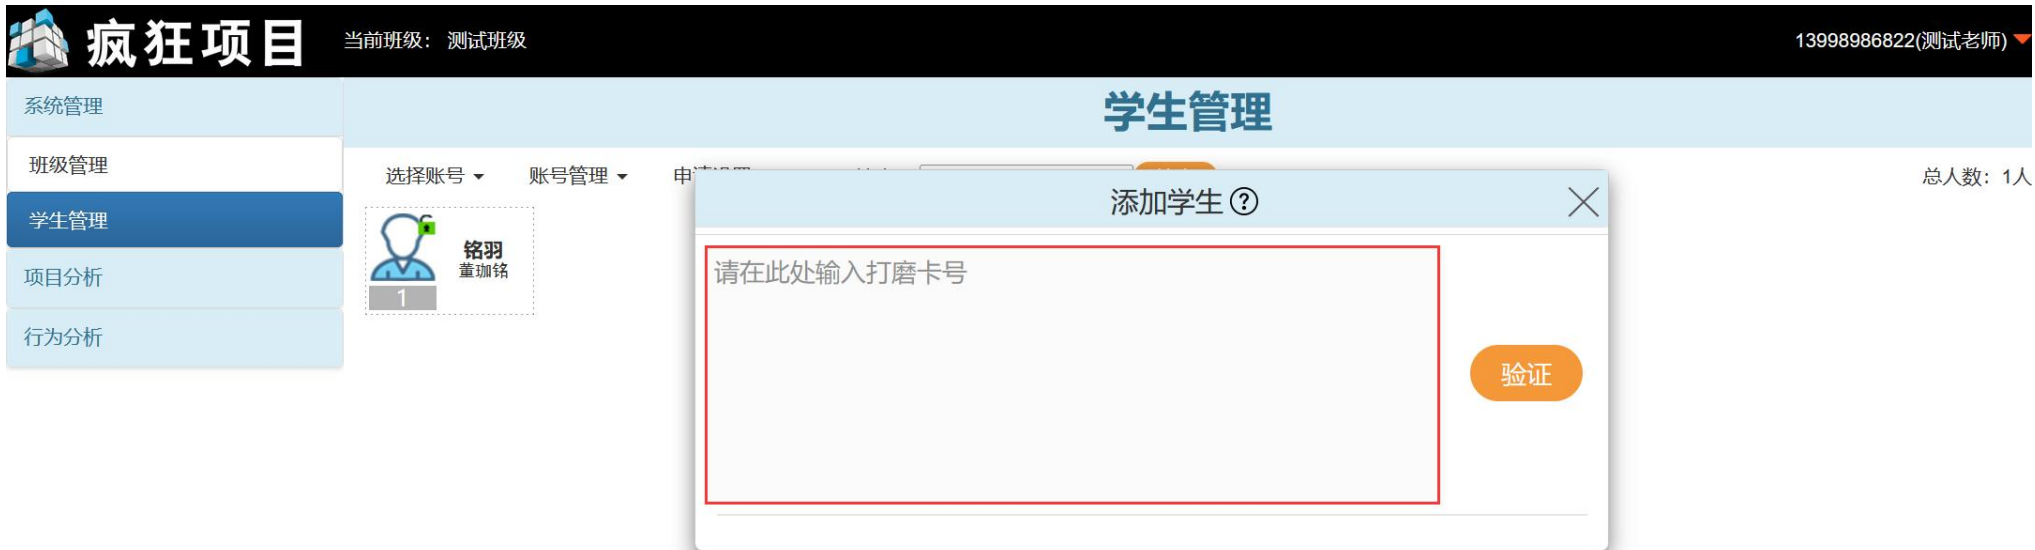 疯狂项目
当前班级： 测试班级
13998986822(测试老师)
系统管理
学生管理
班级管理
选择账号
账号管理
总人数：1人
添加学生?
学生管理
铭羽
董珈铭
1
请在此处输入打磨卡号
项目分析
行为分析
验证